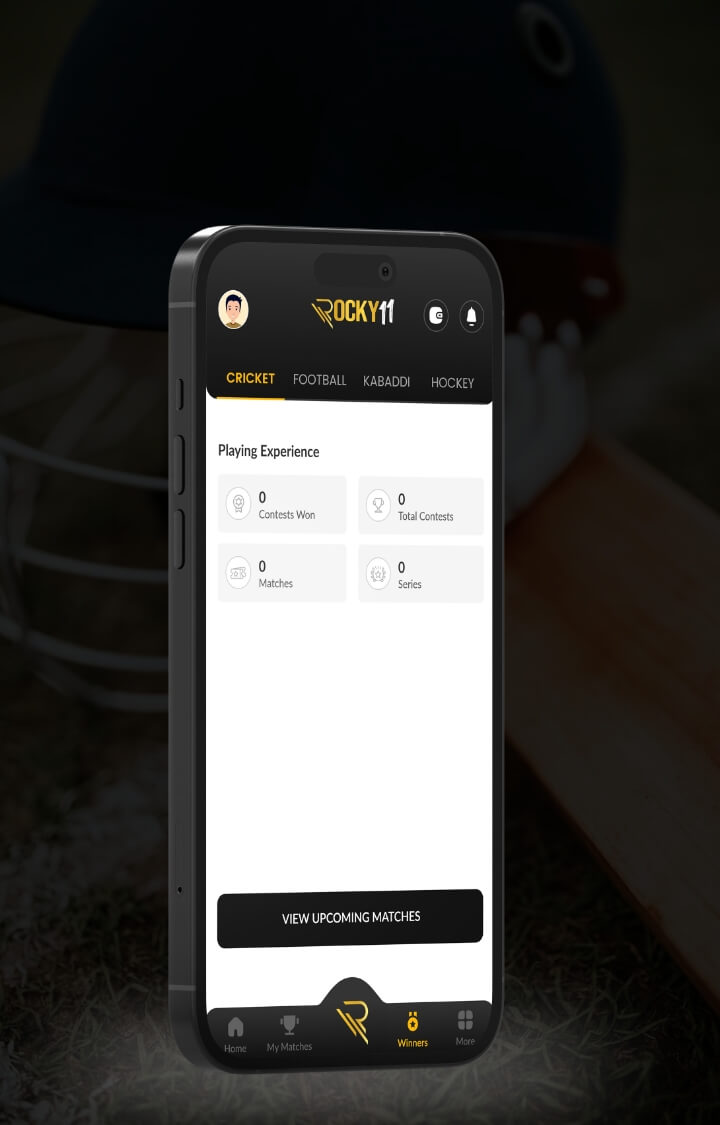 ROCKY11
CRICKET FOOTBALL KABADDI HOCKEY
Playing Experience
0
Contests Won
0
Total Contests
0
Matches
0
Series
VIEW UPCOMING MATCHES
Home My Matches Winners More